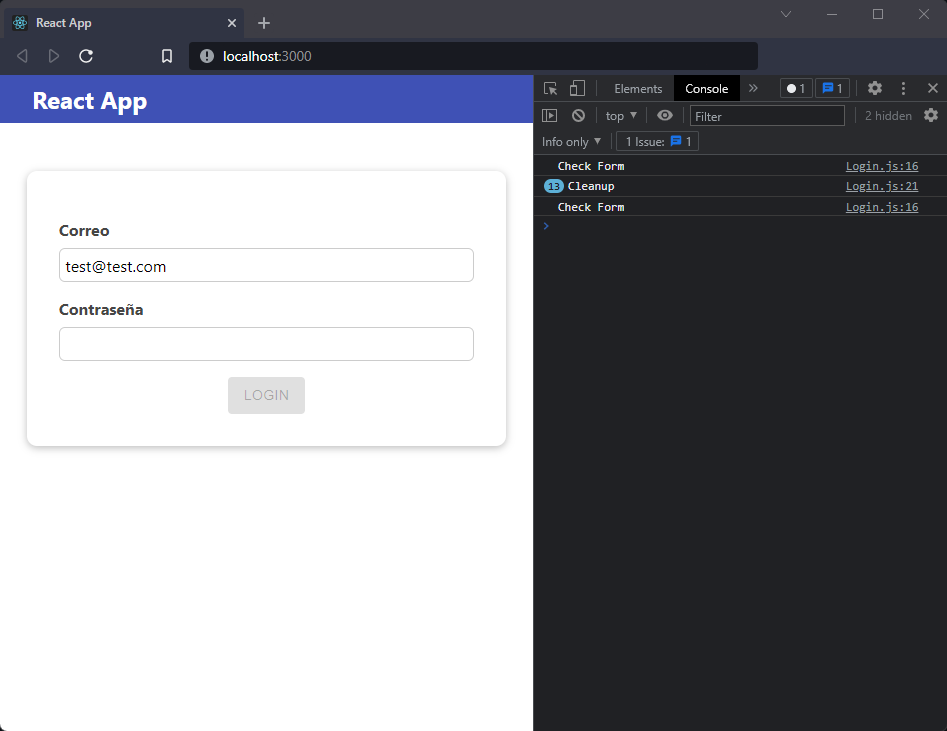 React App
localhost:3000
React App
Correo
test@test.com
Contraseña
LOGIN
Elements Console 1 1
top Filter 2 hidden
Info only 1 Issue: 1
Check Form Login.js:16
13 Cleanup Login.js:21
Check Form Login.js:16